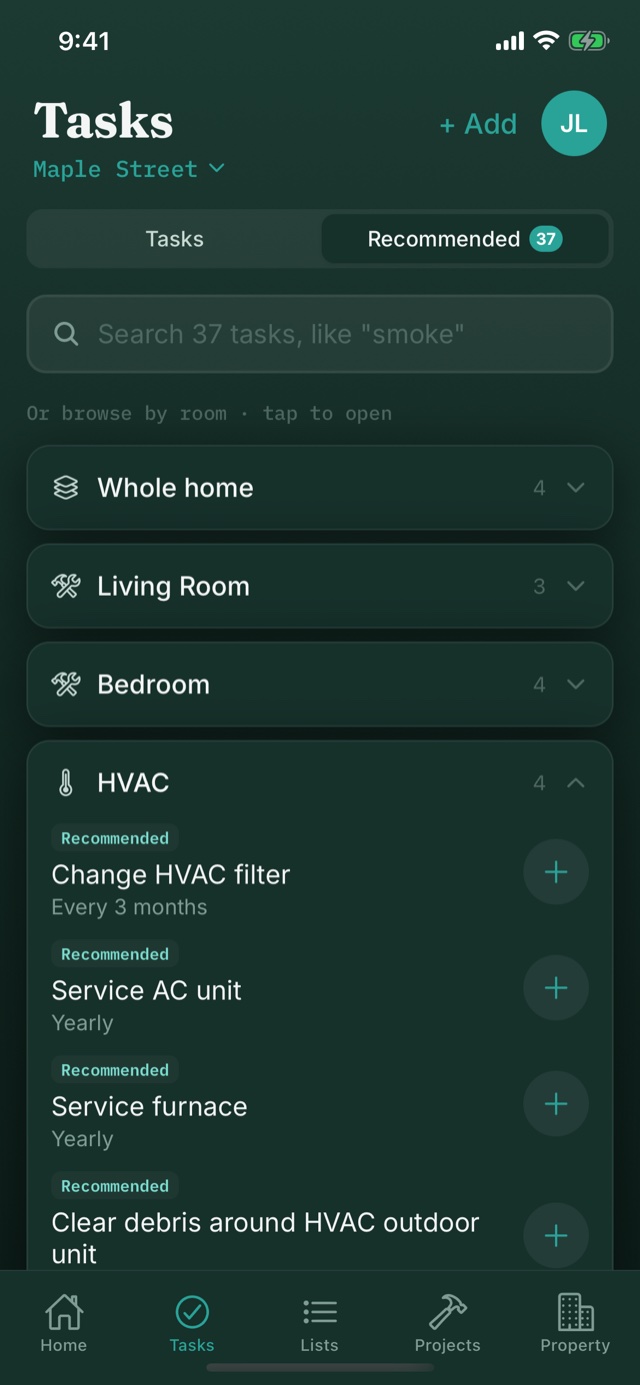 9:41
Tasks
+ Add
JL
Maple Street
Tasks
Recommended 37
Search 37 tasks, like "smoke"
Or browse by room · tap to open
Whole home 4
Living Room 3
Bedroom 4
HVAC 4
Recommended
Change HVAC filter
Every 3 months
Recommended
Service AC unit
Yearly
Recommended
Service furnace
Yearly
Recommended
Clear debris around HVAC outdoor
unit
Home
Tasks
Lists
Projects
Property